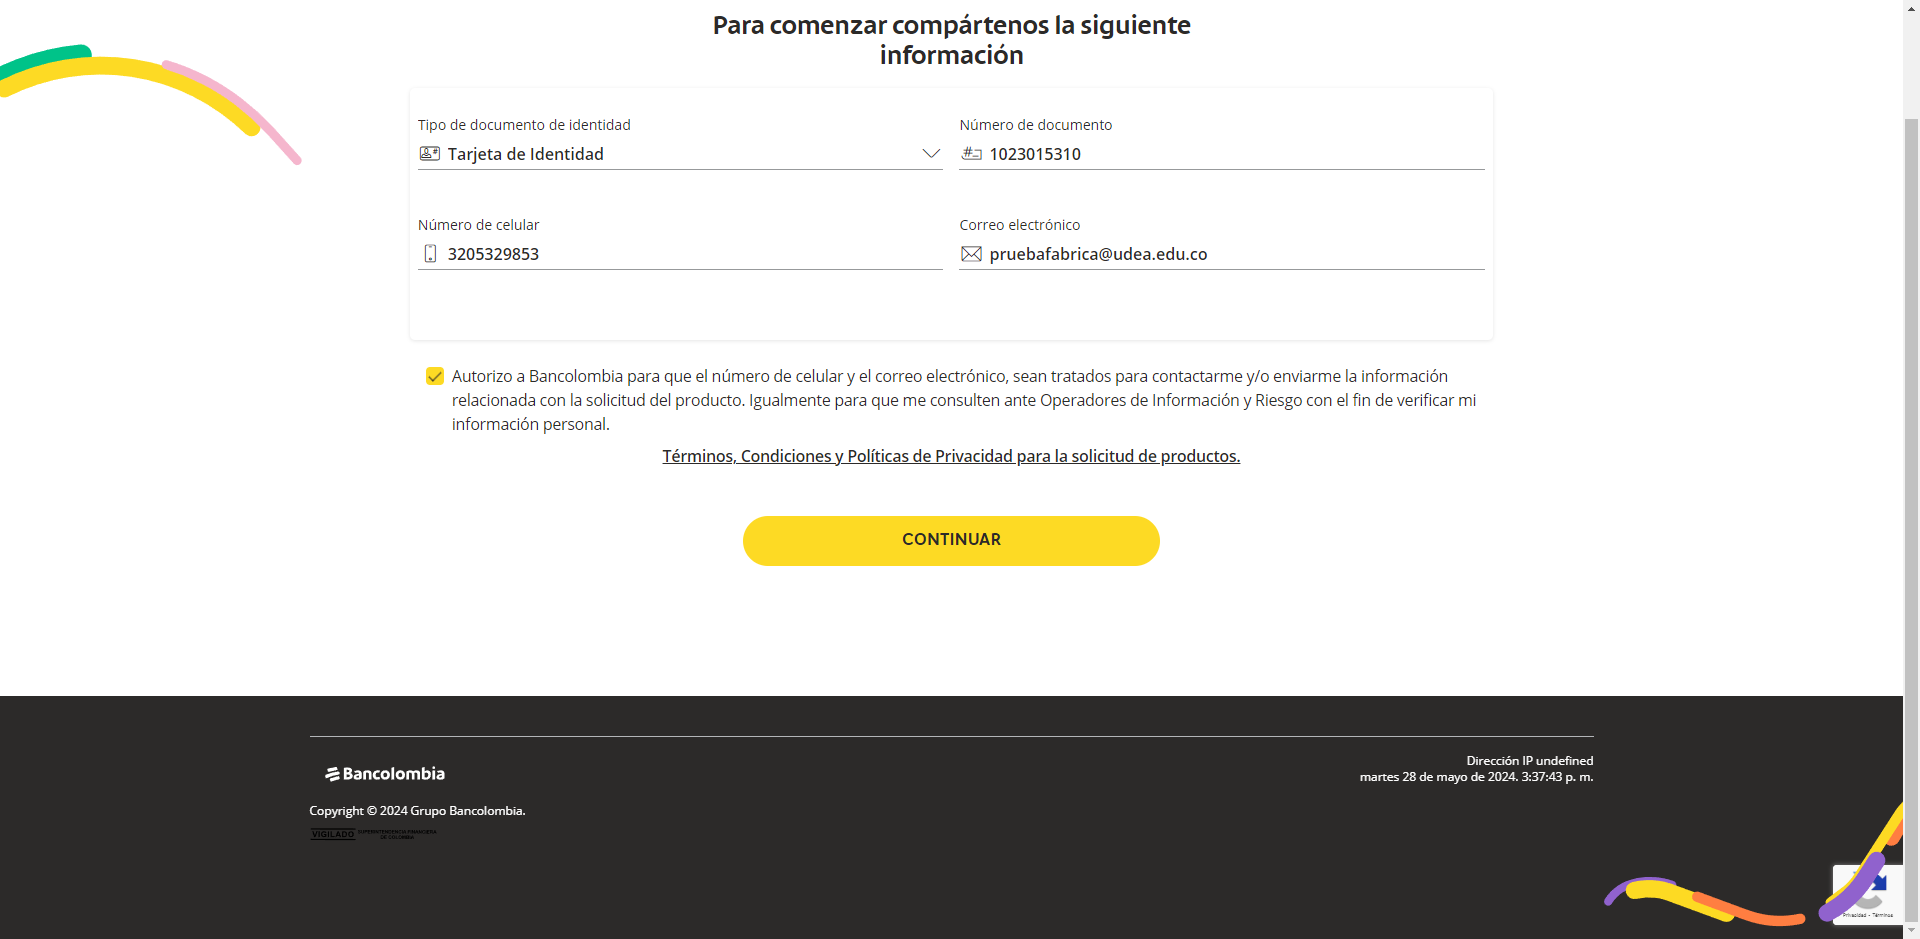 Para comenzar compártenos la siguiente
información
Tipo de documento de identidad
Tarjeta de Identidad
Número de documento
1023015310
Número de celular
3205329853
Correo electrónico
pruebafabrica@udea.edu.co
Autorizo a Bancolombia para que el número de celular y el correo electrónico, sean tratados para contactarme y/o enviarme la información
relacionada con la solicitud del producto. Igualmente para que me consulten ante Operadores de Información y Riesgo con el fin de verificar mi
información personal.
Términos, Condiciones y Políticas de Privacidad para la solicitud de productos.
CONTINUAR
Bancolombia
Dirección IP undefined
martes 28 de mayo de 2024. 3:37:43 p. m.
Copyright © 2024 Grupo Bancolombia.
VIGILADO SUPERINTENDENCIA FINANCIERA
DE COLOMBIA
Privacidad - Términos